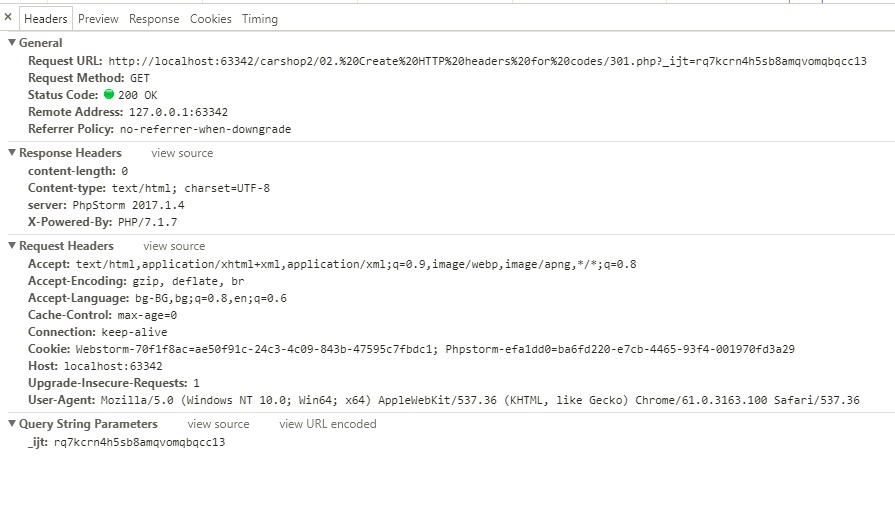 × Headers Preview Response Cookies Timing
▼ General
Request URL: http://localhost:63342/carshop2/02.%20Create%20HTTP%20headers%20for%20codes/301.php?_ijt=rq7kcrn4h5sb8amqvomqbqcc13
Request Method: GET
Status Code: 200 OK
Remote Address: 127.0.0.1:63342
Referrer Policy: no-referrer-when-downgrade
▼ Response Headers view source
content-length: 0
Content-type: text/html; charset=UTF-8
server: PhpStorm 2017.1.4
X-Powered-By: PHP/7.1.7
▼ Request Headers view source
Accept: text/html,application/xhtml+xml,application/xml;q=0.9,image/webp,image/apng,*/*;q=0.8
Accept-Encoding: gzip, deflate, br
Accept-Language: bg-BG,bg;q=0.8,en;q=0.6
Cache-Control: max-age=0
Connection: keep-alive
Cookie: Webstorm-70f1f8ac=ae50f91c-24c3-4c09-843b-47595c7fbdc1; Phpstorm-efa1dd0=ba6fd220-e7cb-4465-93f4-001970fd3a29
Host: localhost:63342
Upgrade-Insecure-Requests: 1
User-Agent: Mozilla/5.0 (Windows NT 10.0; Win64; x64) AppleWebKit/537.36 (KHTML, like Gecko) Chrome/61.0.3163.100 Safari/537.36
▼ Query String Parameters view source view URL encoded
_ijt: rq7kcrn4h5sb8amqvomqbqcc13